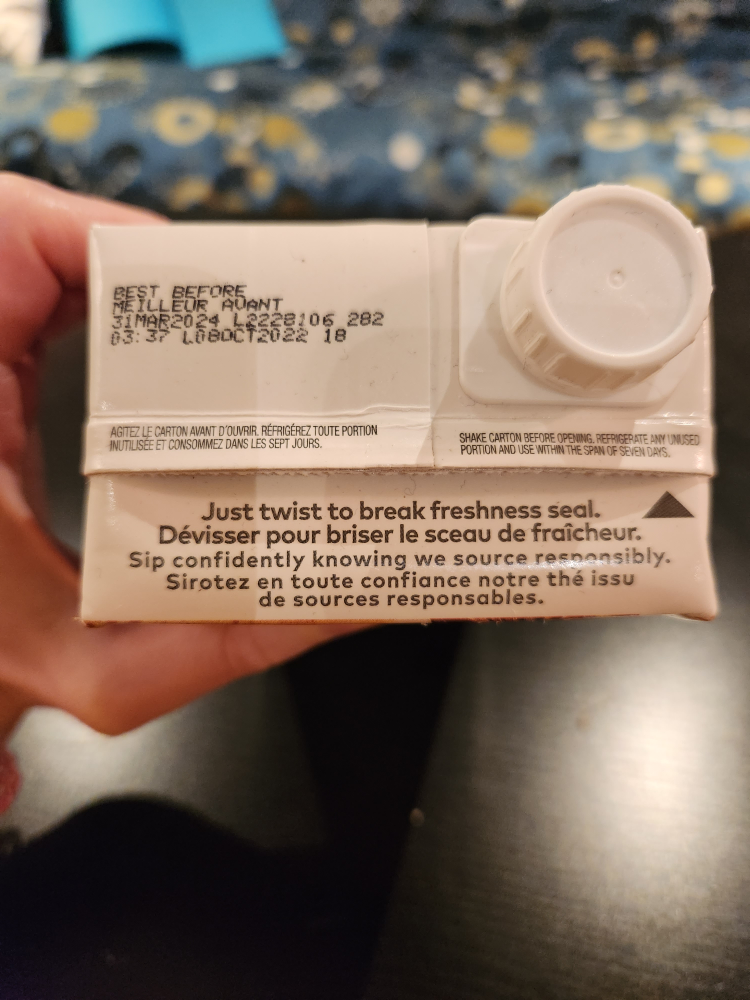 BEST BEFORE
MEILLEUR AVANT
31MAR2024 L2228106 282
03:37 L08OCT2022 18
AGITEZ LE CARTON AVANT D'OUVRIR. RÉFRIGÉREZ TOUTE PORTION
INUTILISÉE ET CONSOMMEZ DANS LES SEPT JOURS.
SHAKE CARTON BEFORE OPENING. REFRIGERATE ANY UNUSED
PORTION AND USE WITHIN THE SPAN OF SEVEN DAYS.
Just twist to break freshness seal.
Dévisser pour briser le sceau de fraîcheur.
Sip confidently knowing we source responsibly.
Sirotez en toute confiance notre thé issu
de sources responsables.